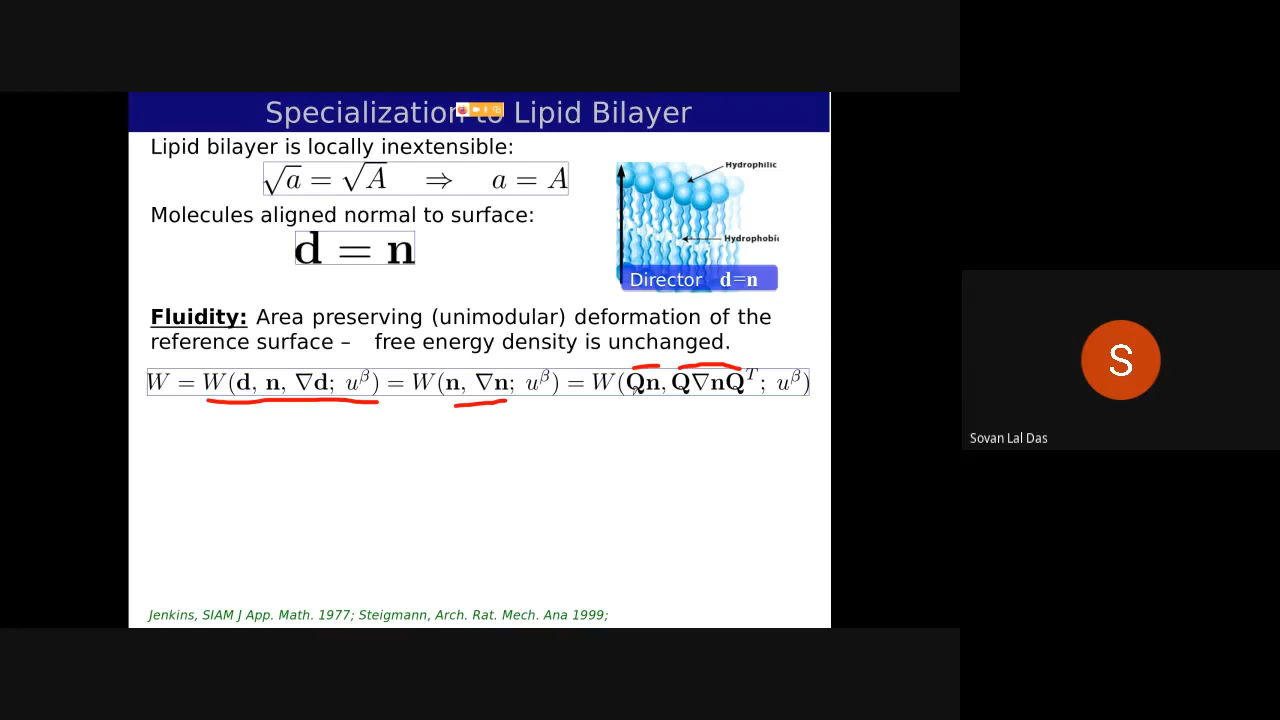 Specialization to Lipid Bilayer
Lipid bilayer is locally inextensible:
√a = √A ⇒ a = A
Molecules aligned normal to surface:
d = n
Hydrophilic
Hydrophobic
Director d=n
Fluidity: Area preserving (unimodular) deformation of the
reference surface – free energy density is unchanged.
W = W(d, n, ∇d; u^β) = W(n, ∇n; u^β) = W(Qn, Q∇nQ^T; u^β)
Jenkins, SIAM J App. Math. 1977; Steigmann, Arch. Rat. Mech. Ana 1999;
S
Sovan Lal Das